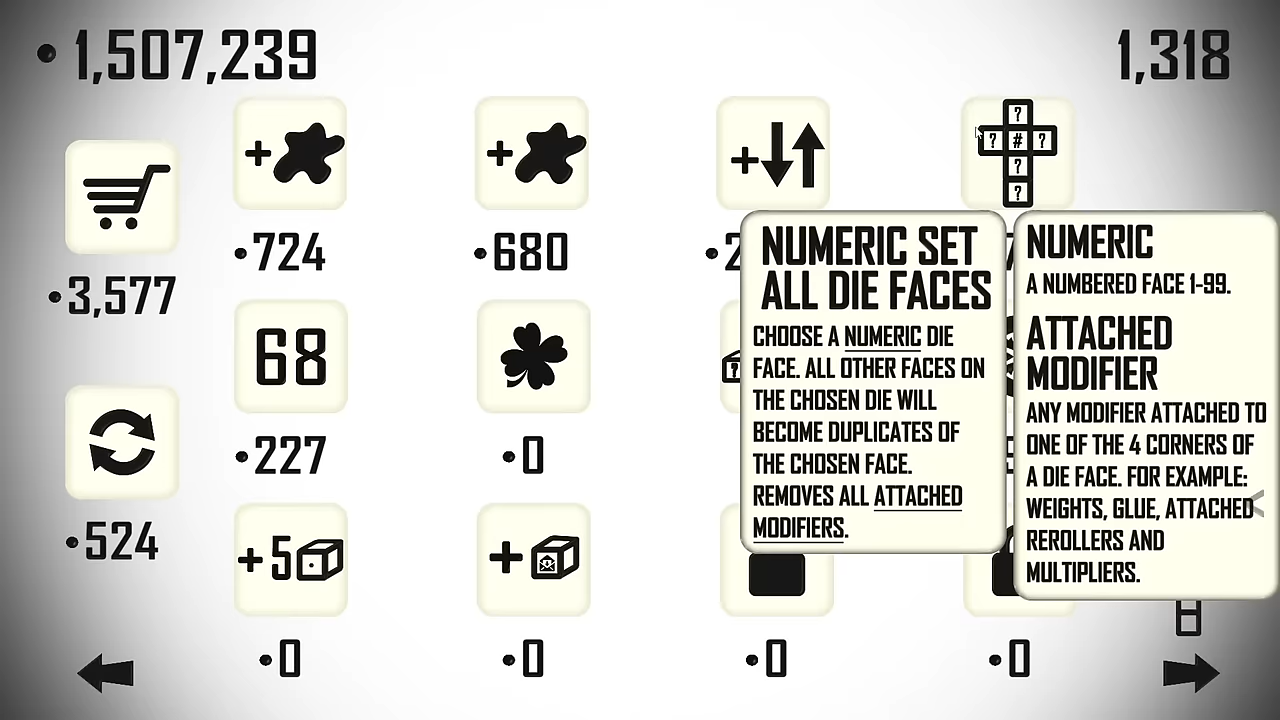 1,507,239
1,318
+
+
+
?
? # ?
?
?
724
680
2
3,577
NUMERIC SET
ALL DIE FACES
CHOOSE A NUMERIC DIE
FACE. ALL OTHER FACES ON
THE CHOSEN DIE WILL
BECOME DUPLICATES OF
THE CHOSEN FACE.
REMOVES ALL ATTACHED
MODIFIERS.
NUMERIC
A NUMBERED FACE 1-99.
ATTACHED
MODIFIER
ANY MODIFIER ATTACHED TO
ONE OF THE 4 CORNERS OF
A DIE FACE. FOR EXAMPLE:
WEIGHTS, GLUE, ATTACHED
REROLLERS AND
MULTIPLIERS.
68
?
227
0
524
+5
+
0
0
0
0